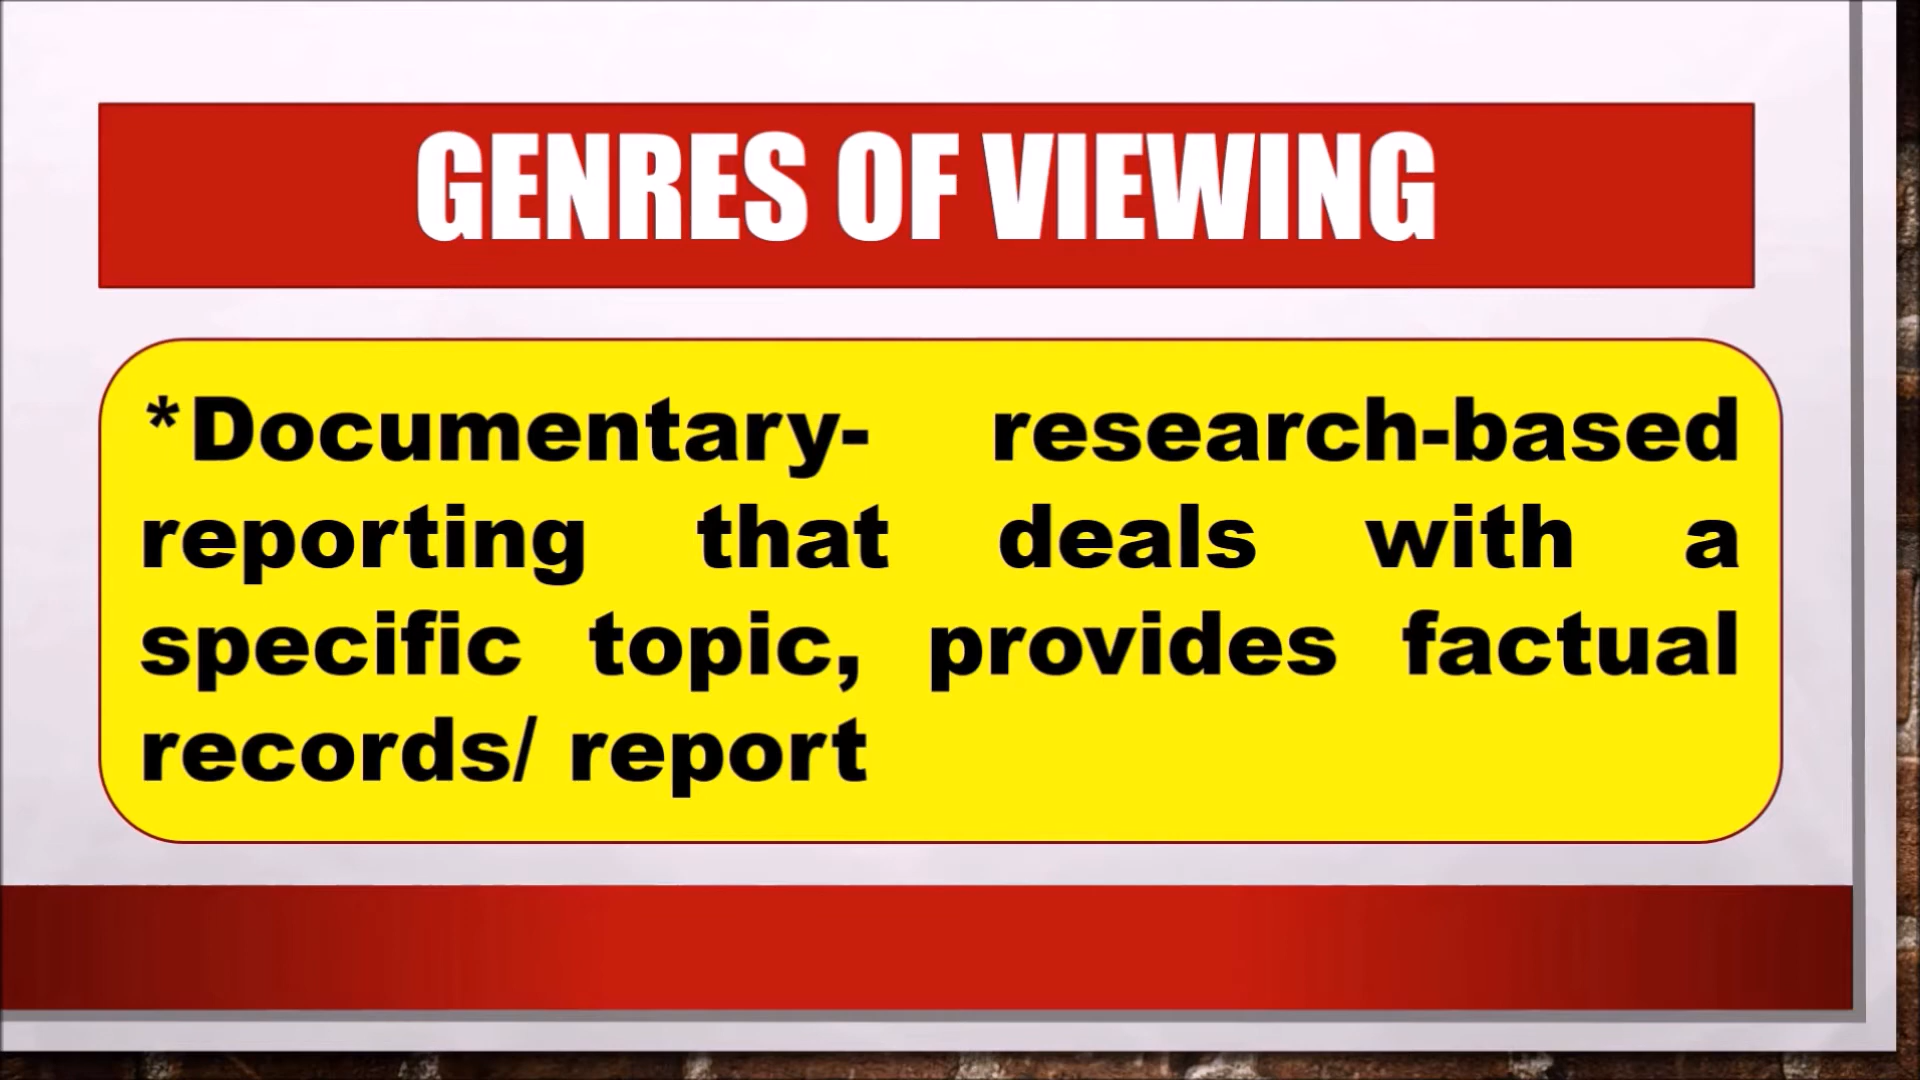 GENRES OF VIEWING
*Documentary- research-based
reporting that deals with a
specific topic, provides factual
records/ report